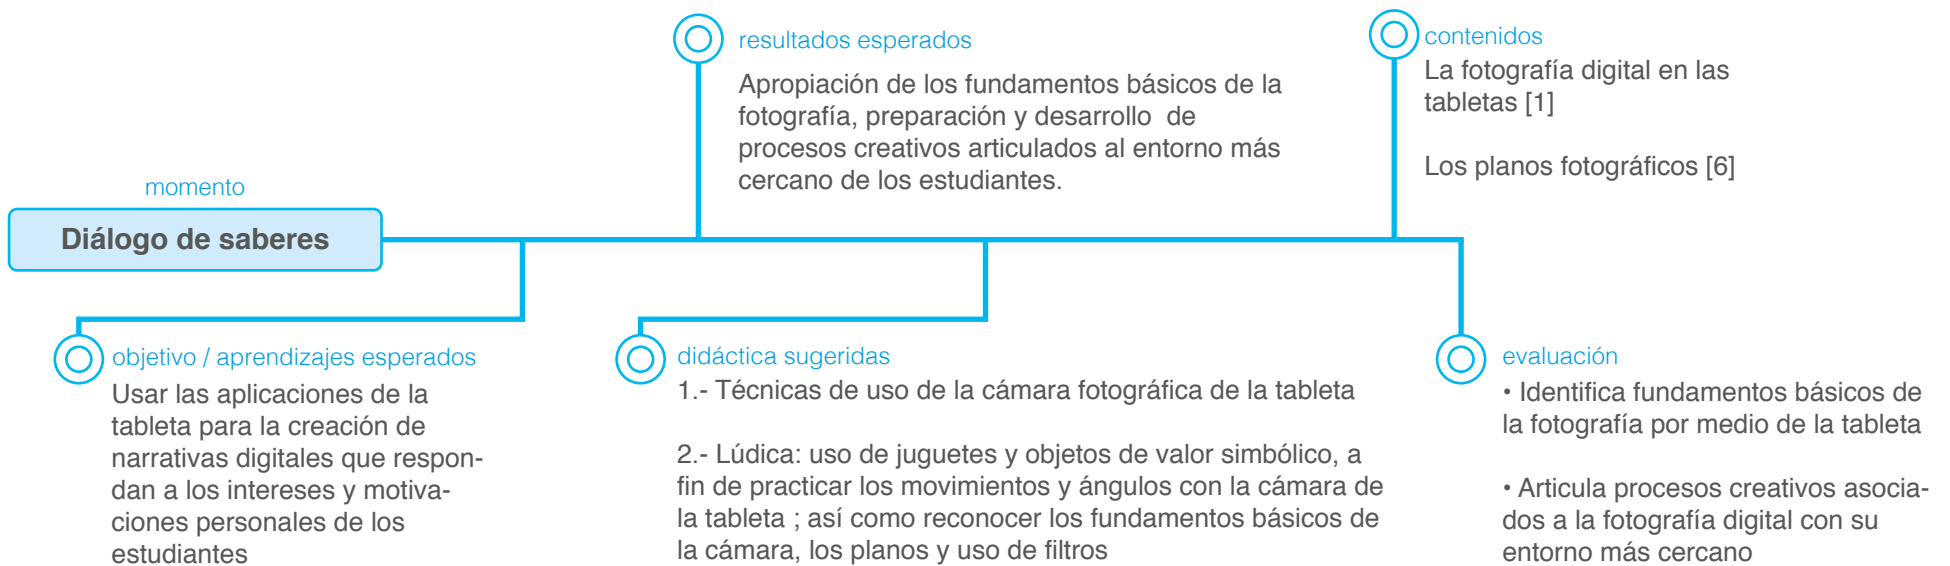 resultados esperados
Apropiación de los fundamentos básicos de la
fotografía, preparación y desarrollo  de
procesos creativos articulados al entorno más
cercano de los estudiantes.
contenidos
La fotografía digital en las
tabletas [1]
Los planos fotográficos [6]
momento
Diálogo de saberes
objetivo / aprendizajes esperados
Usar las aplicaciones de la
tableta para la creación de
narrativas digitales que respon-
dan a los intereses y motiva-
ciones personales de los
estudiantes
didáctica sugeridas
1.- Técnicas de uso de la cámara fotográfica de la tableta
2.- Lúdica: uso de juguetes y objetos de valor simbólico, a
fin de practicar los movimientos y ángulos con la cámara de
la tableta ; así como reconocer los fundamentos básicos de
la cámara, los planos y uso de filtros
evaluación
• Identifica fundamentos básicos de
la fotografía por medio de la tableta
• Articula procesos creativos asocia-
dos a la fotografía digital con su
entorno más cercano